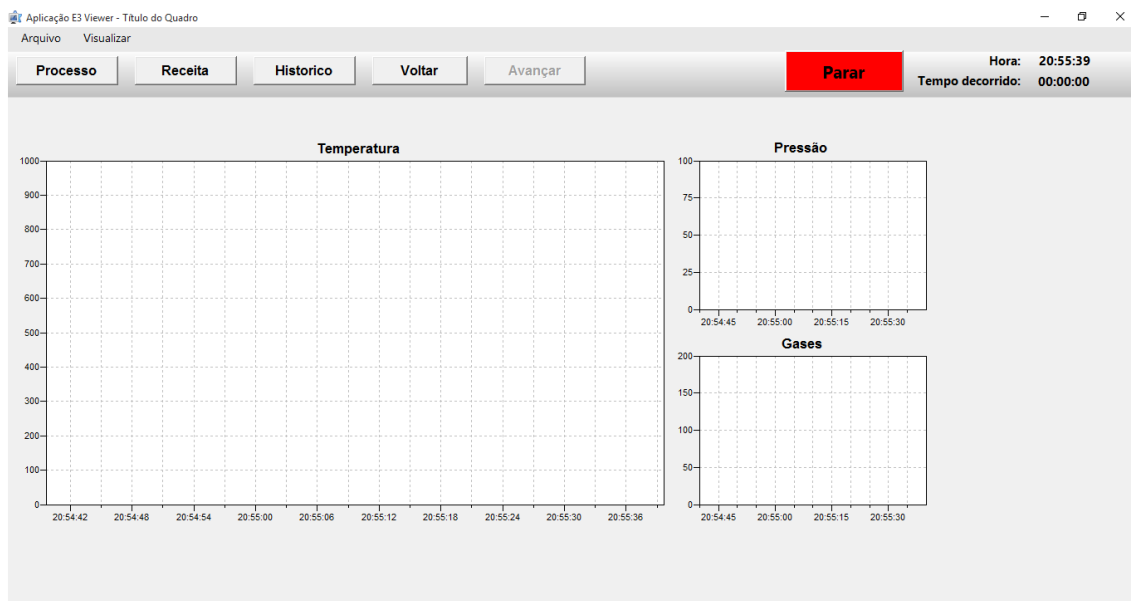 Aplicação E3 Viewer - Título do Quadro
Arquivo Visualizar
Processo Receita Historico Voltar Avançar Parar
Hora: 20:55:39
Tempo decorrido: 00:00:00
Temperatura
1000
900
800
700
600
500
400
300
200
100
0
20:54:42 20:54:48 20:54:54 20:55:00 20:55:06 20:55:12 20:55:18 20:55:24 20:55:30 20:55:36
Pressão
100
75
50
25
0
20:54:45 20:55:00 20:55:15 20:55:30
Gases
200
150
100
50
0
20:54:45 20:55:00 20:55:15 20:55:30